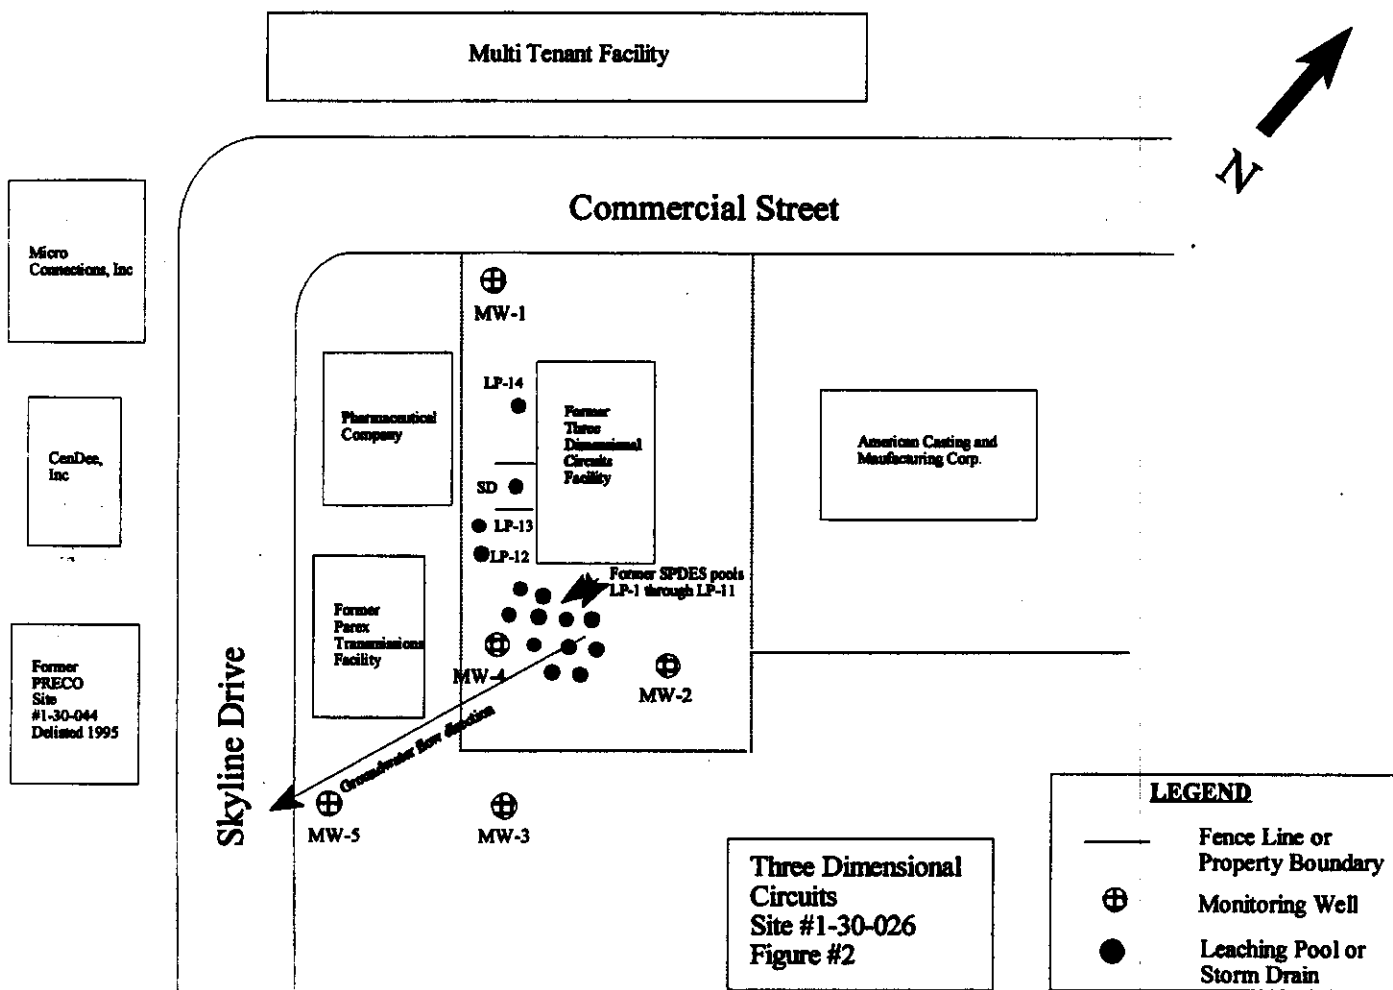 Multi Tenant Facility
N
Commercial Street
Micro
Connections, Inc
MW-1
LP-14
Pharmaceutical
Company
Former
Three
Dimensional
Circuits
Facility
American Casting and
Maufacturing Corp.
CenDee,
Inc
SD
LP-13
LP-12
Former SPDES pools
LP-1 through LP-11
Former
Parex
Transmissions
Facility
MW-4
MW-2
Former
PRECO
Site
#1-30-044
Delisted 1995
Skyline Drive
Groundwater flow direction
MW-5
MW-3
Three Dimensional
Circuits
Site #1-30-026
Figure #2
LEGEND
Fence Line or
Property Boundary
Monitoring Well
Leaching Pool or
Storm Drain